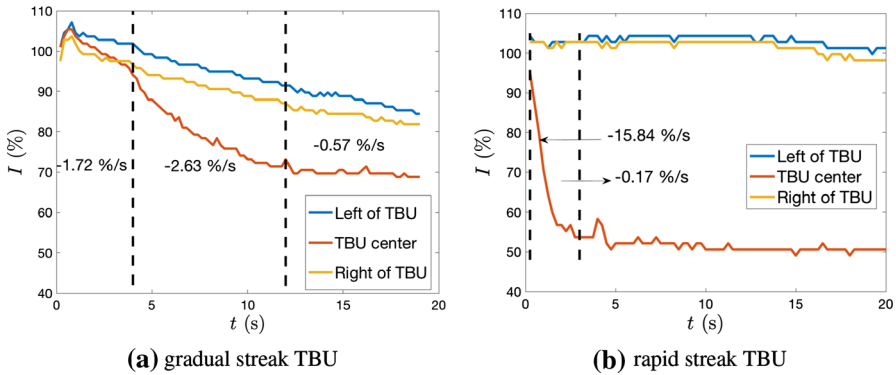 110
100
90
80
70
60
50
40
0
5
10
15
20
I (%)
t (s)
-1.72 %/s
-2.63 %/s
-0.57 %/s
Left of TBU
TBU center
Right of TBU
(a) gradual streak TBU
110
100
90
80
70
60
50
40
0
5
10
15
20
I (%)
t (s)
-15.84 %/s
-0.17 %/s
Left of TBU
TBU center
Right of TBU
(b) rapid streak TBU